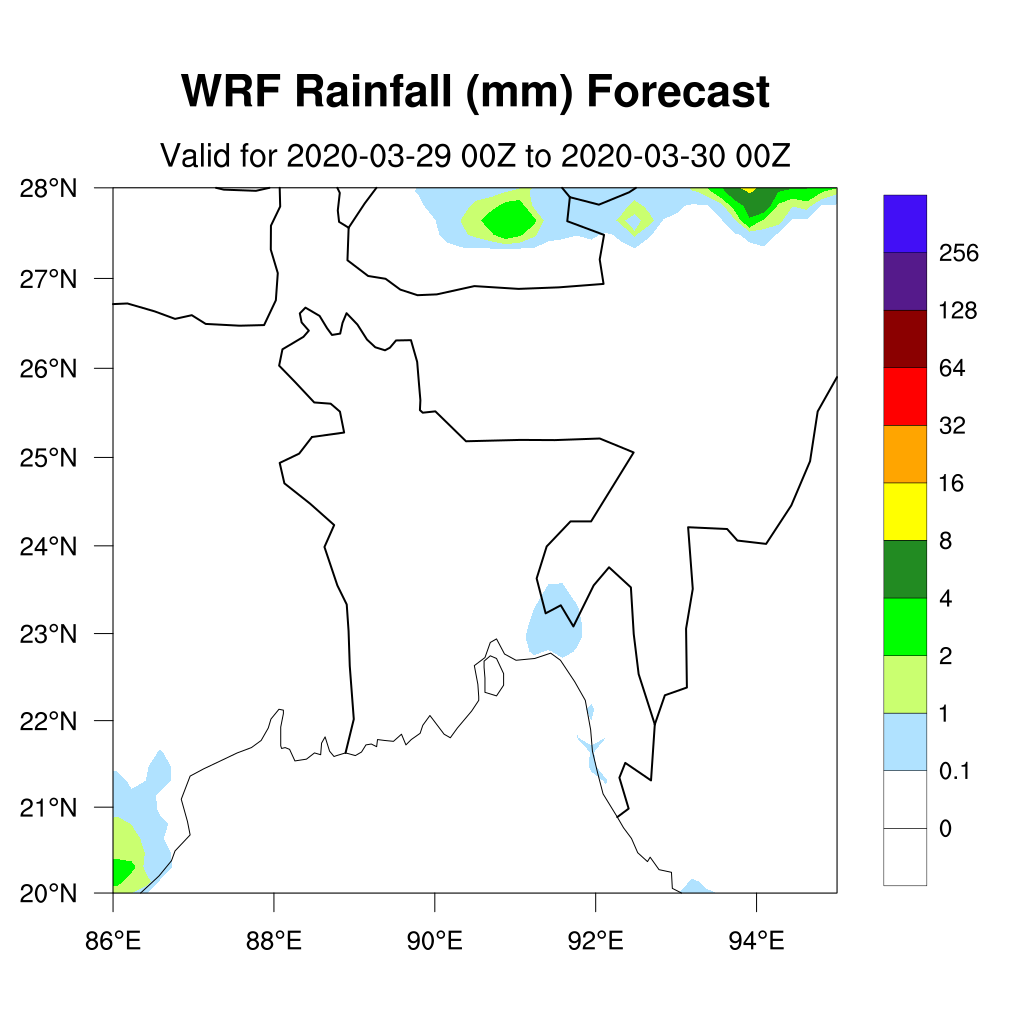 WRF Rainfall (mm) Forecast
Valid for 2020-03-29 00Z to 2020-03-30 00Z
28°N
27°N
26°N
25°N
24°N
23°N
22°N
21°N
20°N
86°E 88°E 90°E 92°E 94°E
256
128
64
32
16
8
4
2
1
0.1
0